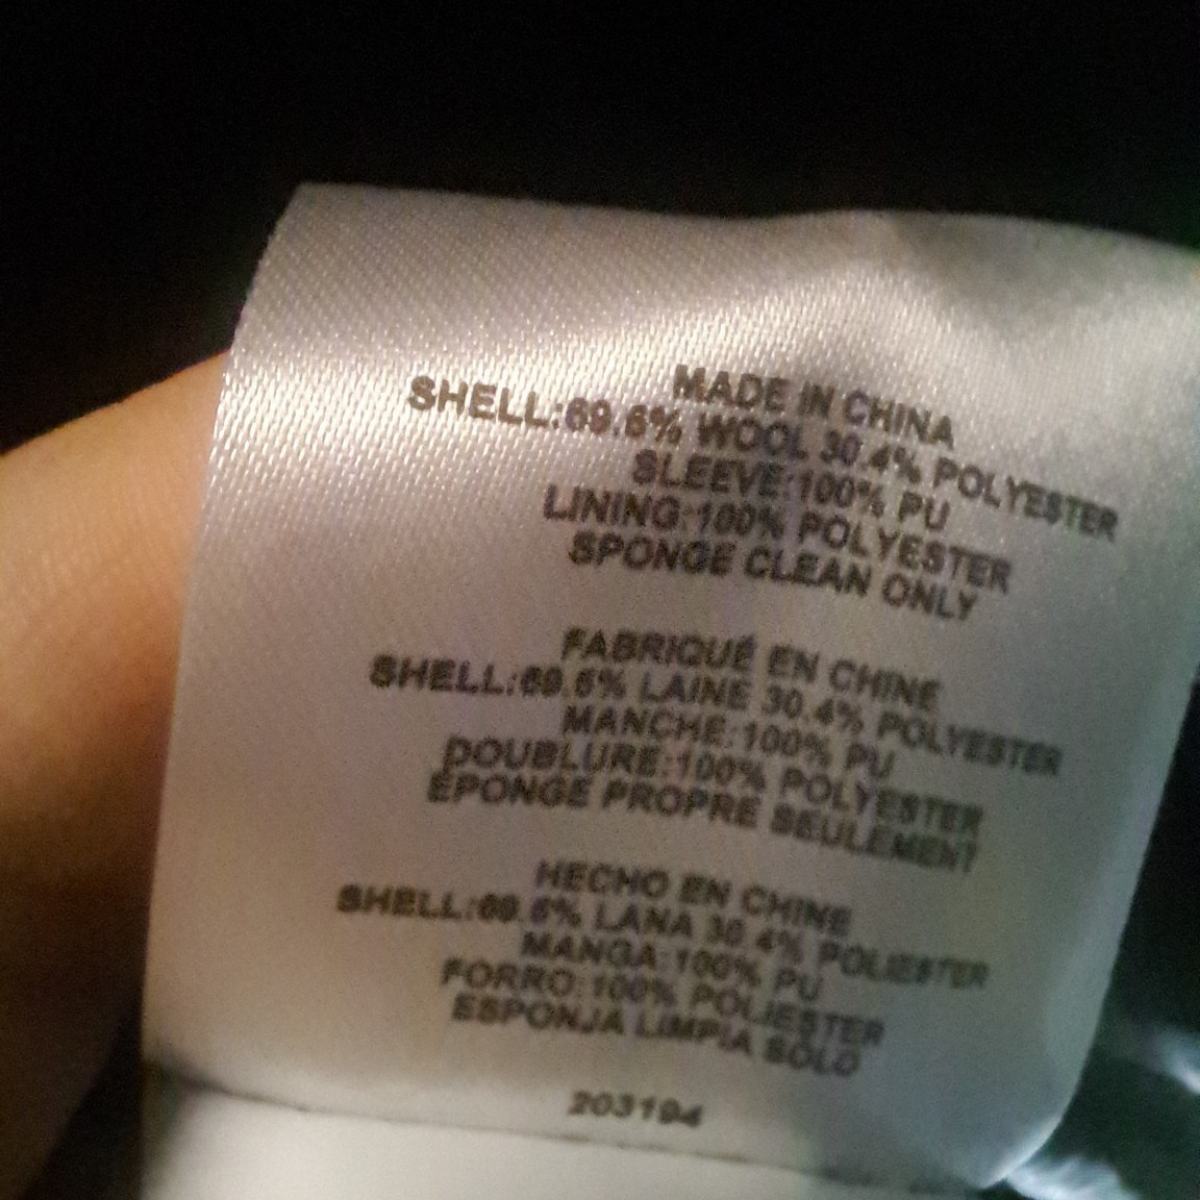 MADE IN CHINA
SHELL:69.6% WOOL 30.4% POLYESTER
SLEEVE:100% PU
LINING:100% POLYESTER
SPONGE CLEAN ONLY
FABRIQUÉ EN CHINE
SHELL:69.6% LAINE 30.4% POLYESTER
MANCHE:100% PU
DOUBLURE:100% POLYESTER
ÉPONGE PROPRE SEULEMENT
HECHO EN CHINE
SHELL:69.6% LANA 30.4% POLIESTER
MANGA:100% PU
FORRO:100% POLIESTER
ESPONJA LIMPIA SOLO
203194